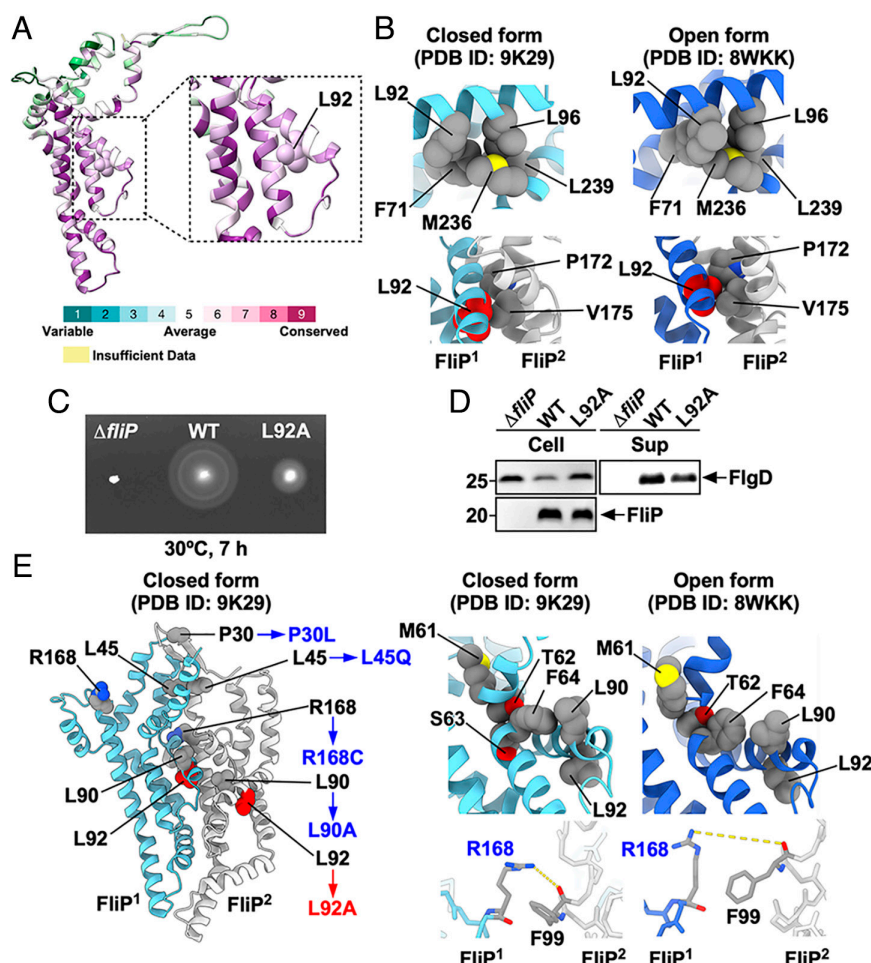 A
L92
1 2 3 4 5 6 7 8 9
Variable Average Conserved
Insufficient Data
B
Closed form
(PDB ID: 9K29)
Open form
(PDB ID: 8WKK)
L92
L96
F71
M236
L239
L92
L96
F71
M236
L239
P172
L92
V175
FliP1 FliP2
P172
L92
V175
FliP1 FliP2
C
ΔfliP WT L92A
30ºC, 7 h
D
ΔfliP WT L92A ΔfliP WT L92A
Cell Sup
25 FlgD
20 FliP
E
Closed form
(PDB ID: 9K29)
P30 P30L
L45
L45 L45Q
R168
R168
R168C
L90
L90
L90A
L92
L92
L92A
FliP1 FliP2
Closed form
(PDB ID: 9K29)
Open form
(PDB ID: 8WKK)
M61
T62
F64
L90
S63
L92
M61
T62
F64
L90
L92
R168
F99
FliP1 FliP2
R168
F99
FliP1 FliP2